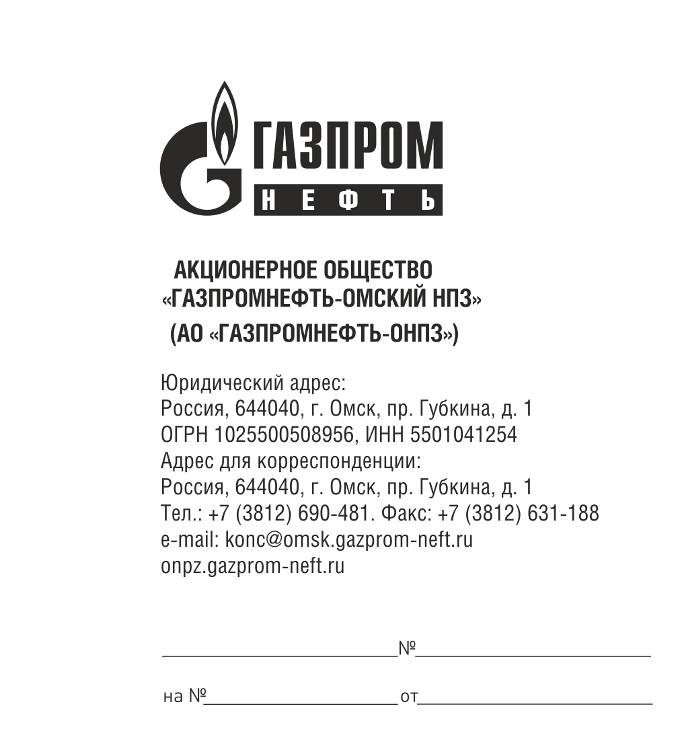 ГАЗПРОМ
НЕФТЬ
АКЦИОНЕРНОЕ ОБЩЕСТВО
«ГАЗПРОМНЕФТЬ-ОМСКИЙ НПЗ»
(АО «ГАЗПРОМНЕФТЬ-ОНПЗ»)
Юридический адрес:
Россия, 644040, г. Омск, пр. Губкина, д. 1
ОГРН 1025500508956, ИНН 5501041254
Адрес для корреспонденции:
Россия, 644040, г. Омск, пр. Губкина, д. 1
Тел.: +7 (3812) 690-481. Факс: +7 (3812) 631-188
e-mail: konc@omsk.gazprom-neft.ru
onpz.gazprom-neft.ru
№
на № от